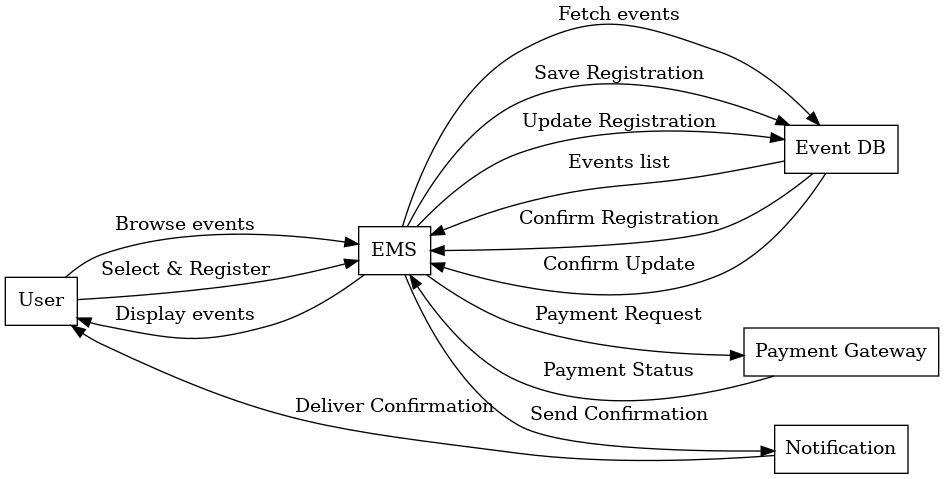 Fetch events
Save Registration
Update Registration
Event DB
Events list
Confirm Registration
Browse events
EMS
Confirm Update
Select & Register
User
Display events
Payment Request
Payment Gateway
Payment Status
Deliver Confirmation
Send Confirmation
Notification